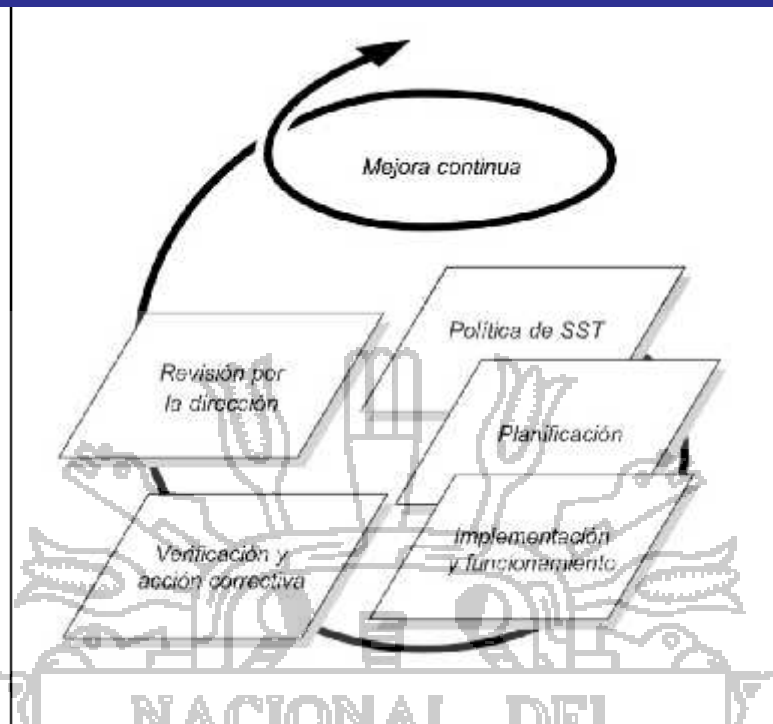 Mejora continua
Política de SST
Revisión por
la dirección
Planificación
Implementación
y funcionamiento
Verificación y
acción correctiva
NACIONAL DEL